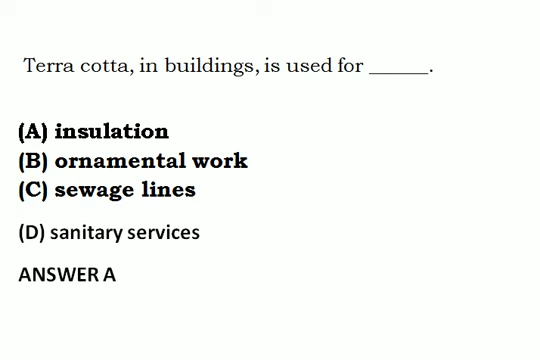 Terra cotta, in buildings, is used for ______.
(A) insulation
(B) ornamental work
(C) sewage lines
(D) sanitary services
ANSWER A